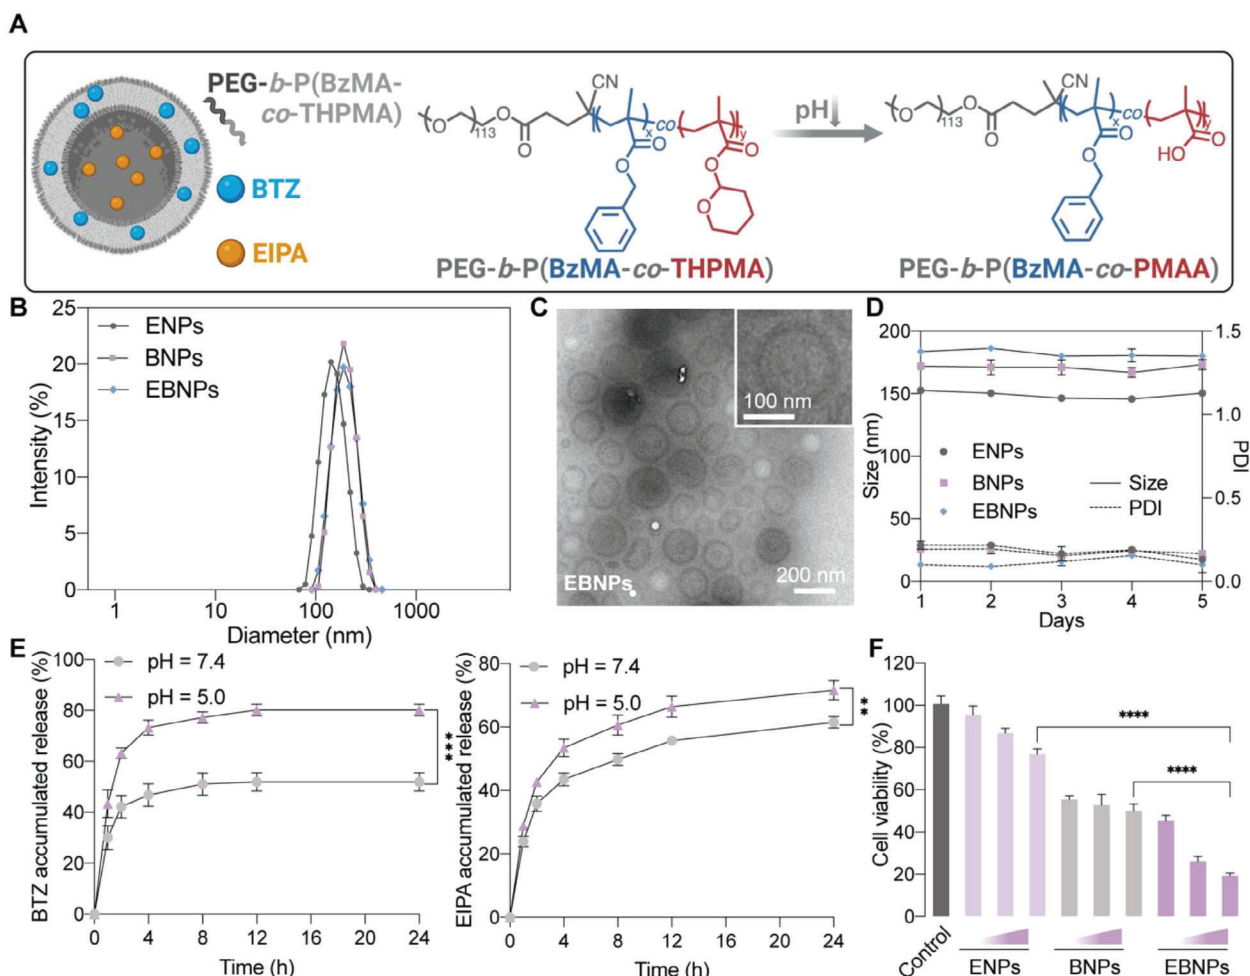 A
PEG-b-P(BzMA-
co-THPMA)
BTZ
EIPA
O
113
O
O
CN
x
co
y
O
O
O
O
O
PEG-b-P(BzMA-co-THPMA)
pH↓
O
113
O
O
CN
x
co
y
O
O
HO
O
PEG-b-P(BzMA-co-PMAA)
B
25
20
15
10
5
0
Intensity (%)
ENPs
BNPs
EBNPs
1
10
100
1000
Diameter (nm)
C
100 nm
EBNPs
200 nm
D
200
150
100
50
0
Size (nm)
1.5
1.0
0.5
0.0
PDI
ENPs
BNPs
EBNPs
Size
PDI
1
2
3
4
5
Days
E
100
80
60
40
20
0
BTZ accumulated release (%)
pH = 7.4
pH = 5.0
***
0
4
8
12
16
20
24
Time (h)
80
60
40
20
0
EIPA accumulated release (%)
pH = 7.4
pH = 5.0
**
0
4
8
12
16
20
24
Time (h)
F
120
100
80
60
40
20
0
Cell viability (%)
****
****
Control
ENPs
BNPs
EBNPs